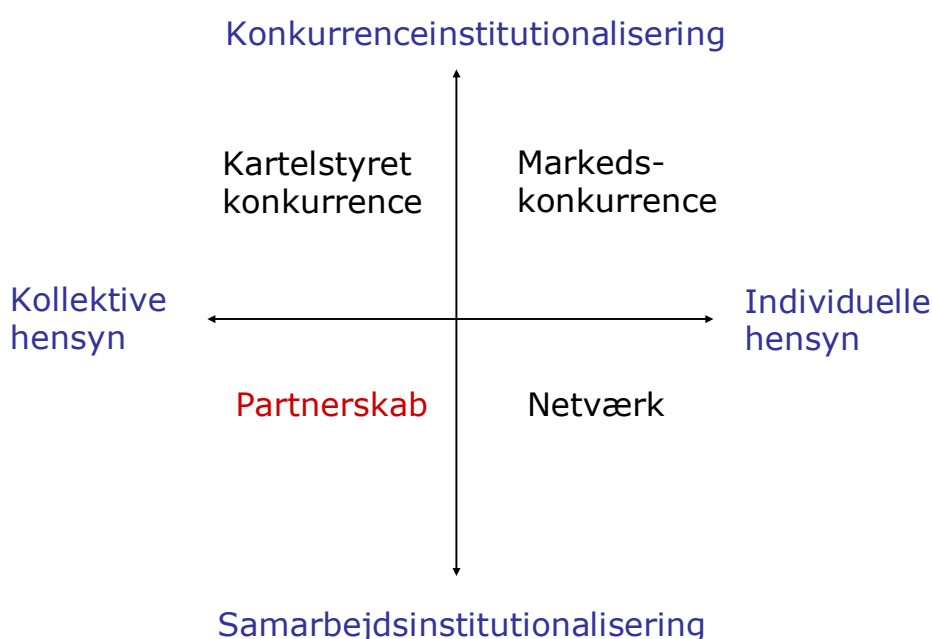 Konkurrenceinstitutionalisering
Kartelstyret
konkurrence
Markeds-
konkurrence
Kollektive
hensyn
Individuelle
hensyn
Partnerskab
Netværk
Samarbejdsinstitutionalisering